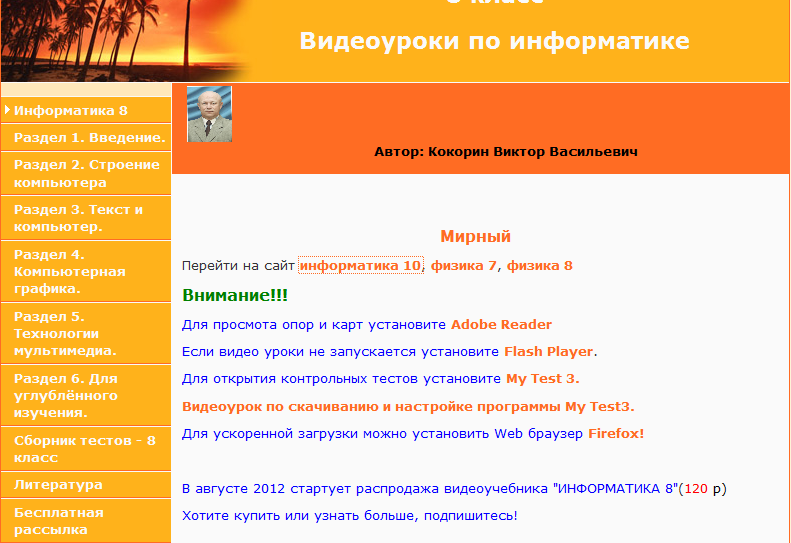 8 класс
Видеоуроки по информатике
Автор: Кокорин Виктор Васильевич
Информатика 8
Раздел 1. Введение.
Раздел 2. Строение
компьютера
Раздел 3. Текст и
компьютер.
Раздел 4.
Компьютерная
графика.
Раздел 5.
Технологии
мультимедиа.
Раздел 6. Для
углублённого
изучения.
Сборник тестов - 8
класс
Литература
Бесплатная
рассылка
Мирный
Перейти на сайт информатика 10, физика 7, физика 8
Внимание!!!
Для просмота опор и карт установите Adobe Reader
Если видео уроки не запускается установите Flash Player.
Для открытия контрольных тестов установите My Test 3.
Видеоурок по скачиванию и настройке программы My Test3.
Для ускоренной загрузки можно установить Web браузер Firefox!
В августе 2012 стартует распродажа видеоучебника "ИНФОРМАТИКА 8"(120 р)
Хотите купить или узнать больше, подпишитесь!